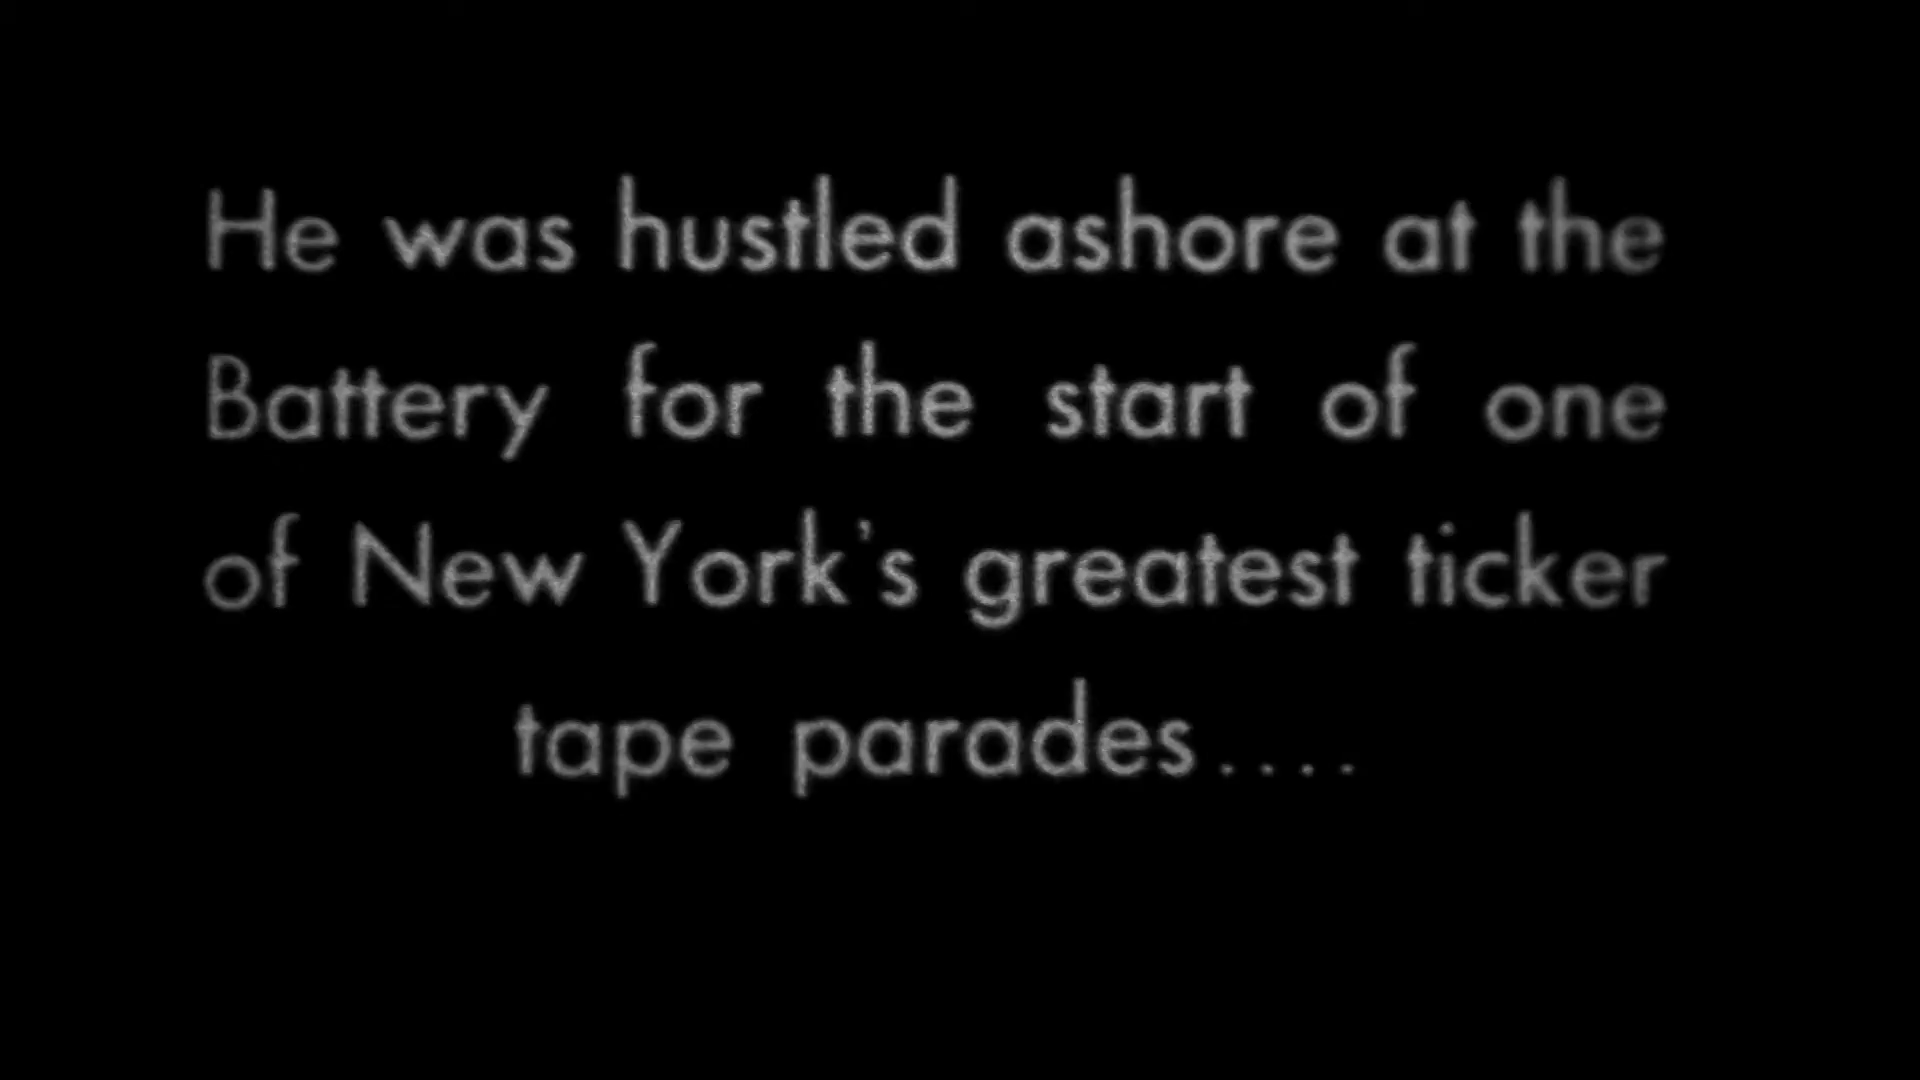 He was hustled ashore at the
Battery for the start of one
of New York's greatest ticker
tape parades....